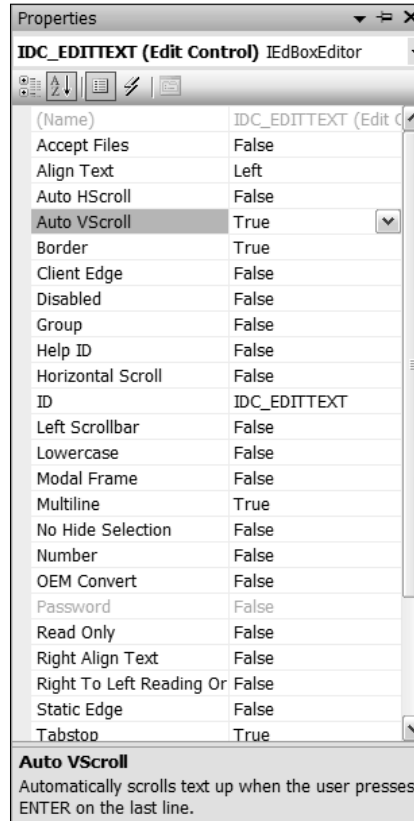 Properties
IDC_EDITTEXT (Edit Control) IEdBoxEditor
(Name) IDC_EDITTEXT (Edit C
Accept Files False
Align Text Left
Auto HScroll False
Auto VScroll True
Border True
Client Edge False
Disabled False
Group False
Help ID False
Horizontal Scroll False
ID IDC_EDITTEXT
Left Scrollbar False
Lowercase False
Modal Frame False
Multiline True
No Hide Selection False
Number False
OEM Convert False
Password False
Read Only False
Right Align Text False
Right To Left Reading Or False
Static Edge False
Tabstop True
Auto VScroll
Automatically scrolls text up when the user presses
ENTER on the last line.